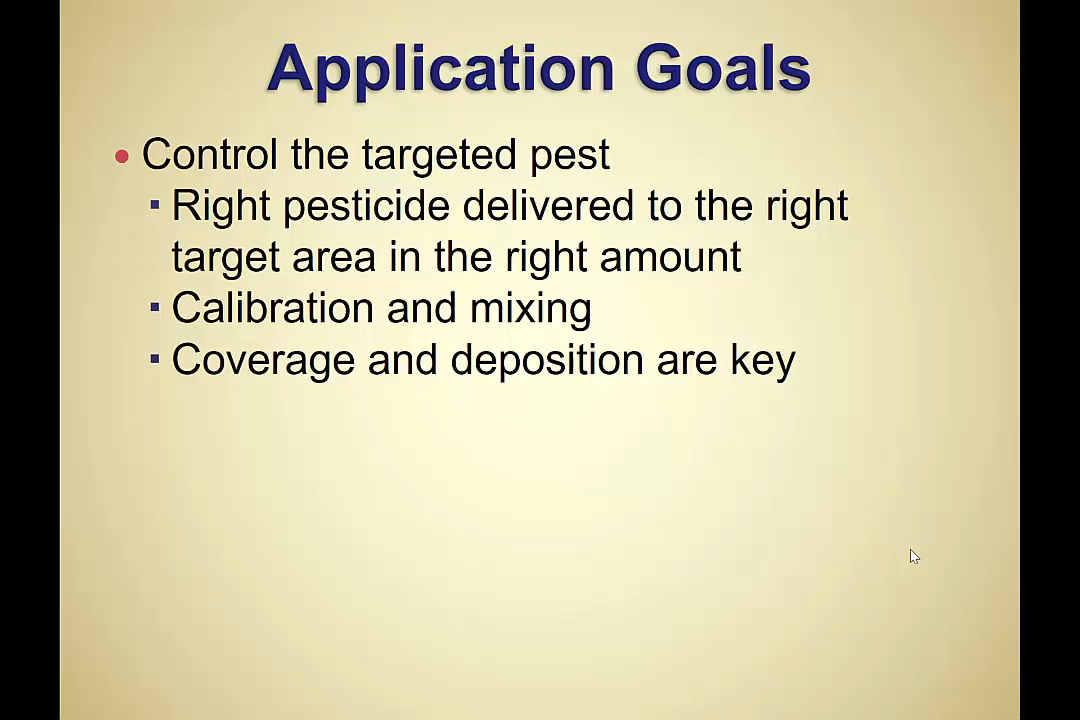 Application Goals
Control the targeted pest
Right pesticide delivered to the right
target area in the right amount
Calibration and mixing
Coverage and deposition are key